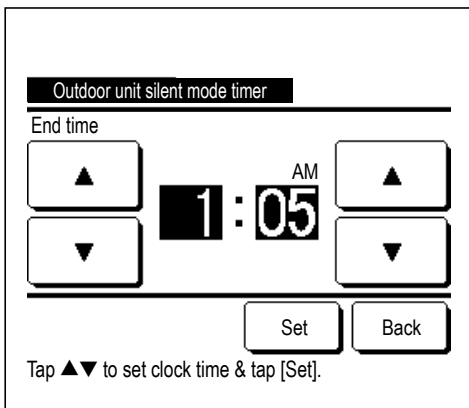 Outdoor unit silent mode timer
End time
▲ ▲
AM
1:05
▼ ▼
Set Back
Tap ▲▼ to set clock time & tap [Set].